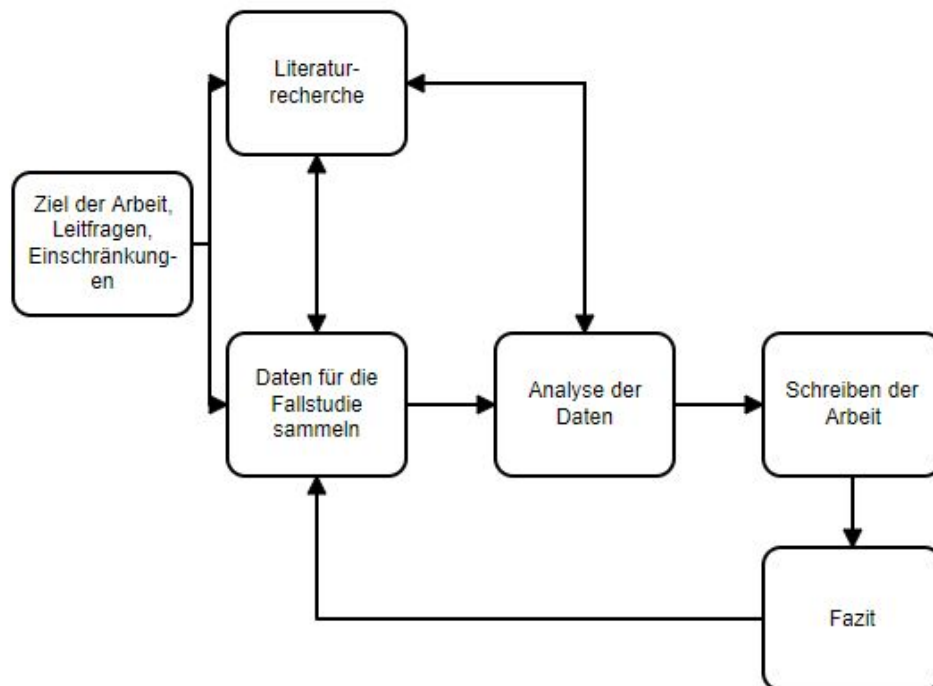 Literatur-
recherche
Ziel der Arbeit,
Leitfragen,
Einschränkung-
en
Daten für die
Fallstudie
sammeln
Analyse der
Daten
Schreiben der
Arbeit
Fazit